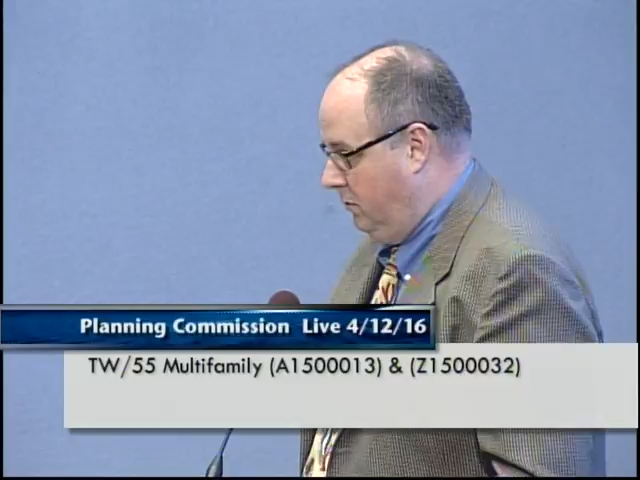 Planning Commission Live 4/12/16
TW/55 Multifamily (A1500013) & (Z1500032)